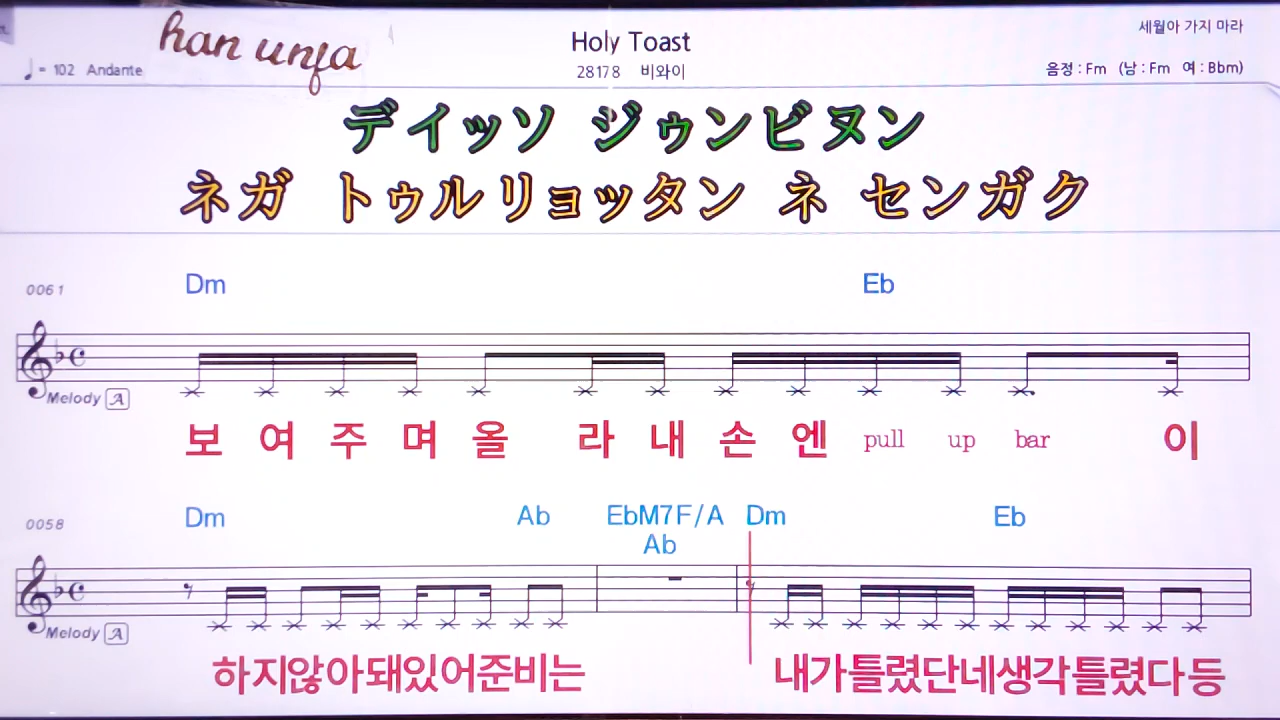 han unja
Holy Toast
세월아 가지 마라
♩= 102 Andante
28178 비와이
음정 : Fm (남 : Fm 여 : Bbm)
デイッソ ジゥンビヌン
ネガ トゥルリョッタン ネ センガク
0061
Dm Eb
Melody A
보 여 주 며 올 라 내 손 엔 pull up bar 이
0058
Dm Ab EbM7F/A Dm Eb
Ab
Melody A
하지않아돼있어준비는 내가틀렸단네생각틀렸다등